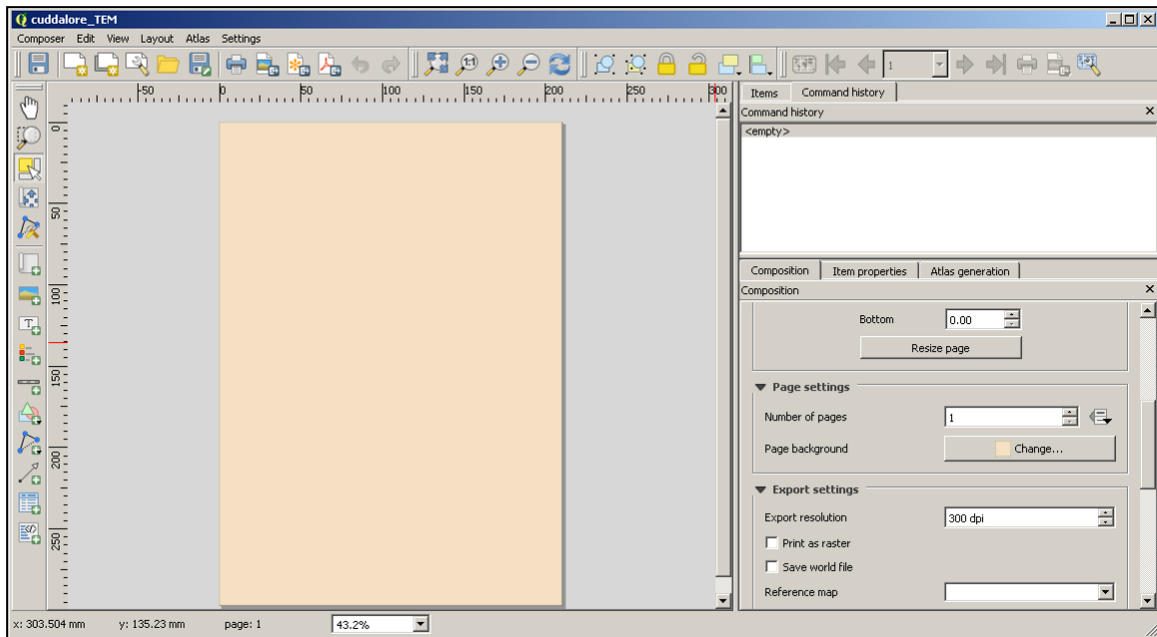 cuddalore_TEM
Composer Edit View Layout Atlas Settings
1:1
1
-50 0 50 100 150 200 250 300
0
50
100
150
200
250
Items Command history
Command history
<empty>
Composition Item properties Atlas generation
Composition
Bottom 0.00
Resize page
Page settings
Number of pages 1
Page background Change...
Export settings
Export resolution 300 dpi
Print as raster
Save world file
Reference map
x: 303.504 mm y: 135.23 mm page: 1 43.2%